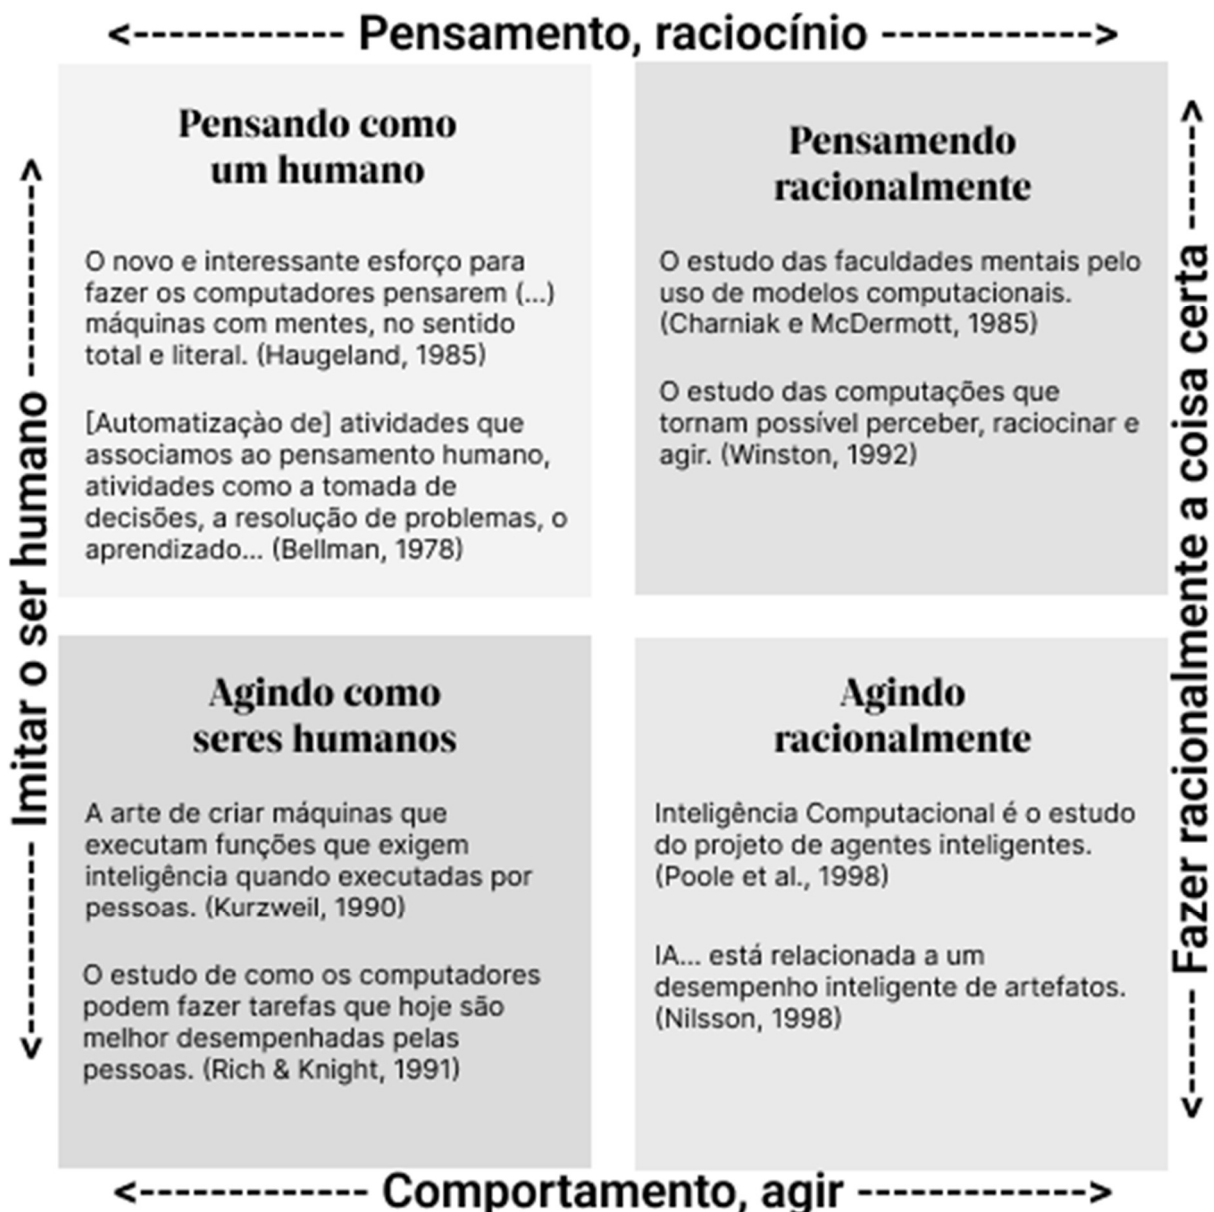 <------------ Pensamento, raciocínio ------------>
Pensando como
um humano
O novo e interessante esforço para
fazer os computadores pensarem (...)
máquinas com mentes, no sentido
total e literal. (Haugeland, 1985)
[Automatizaçào de] atividades que
associamos ao pensamento humano,
atividades como a tomada de
decisões, a resolução de problemas, o
aprendizado... (Bellman, 1978)
Pensamendo
racionalmente
O estudo das faculdades mentais pelo
uso de modelos computacionais.
(Charniak e McDermott, 1985)
O estudo das computações que
tornam possível perceber, raciocinar e
agir. (Winston, 1992)
Agindo como
seres humanos
A arte de criar máquinas que
executam funções que exigem
inteligência quando executadas por
pessoas. (Kurzweil, 1990)
O estudo de como os computadores
podem fazer tarefas que hoje são
melhor desempenhadas pelas
pessoas. (Rich & Knight, 1991)
Agindo
racionalmente
Inteligência Computacional é o estudo
do projeto de agentes inteligentes.
(Poole et al., 1998)
IA... está relacionada a um
desempenho inteligente de artefatos.
(Nilsson, 1998)
<------------- Comportamento, agir ------------->
<------------- Imitar o ser humano ------------->
<------ Fazer racionalmente a coisa certa ------>